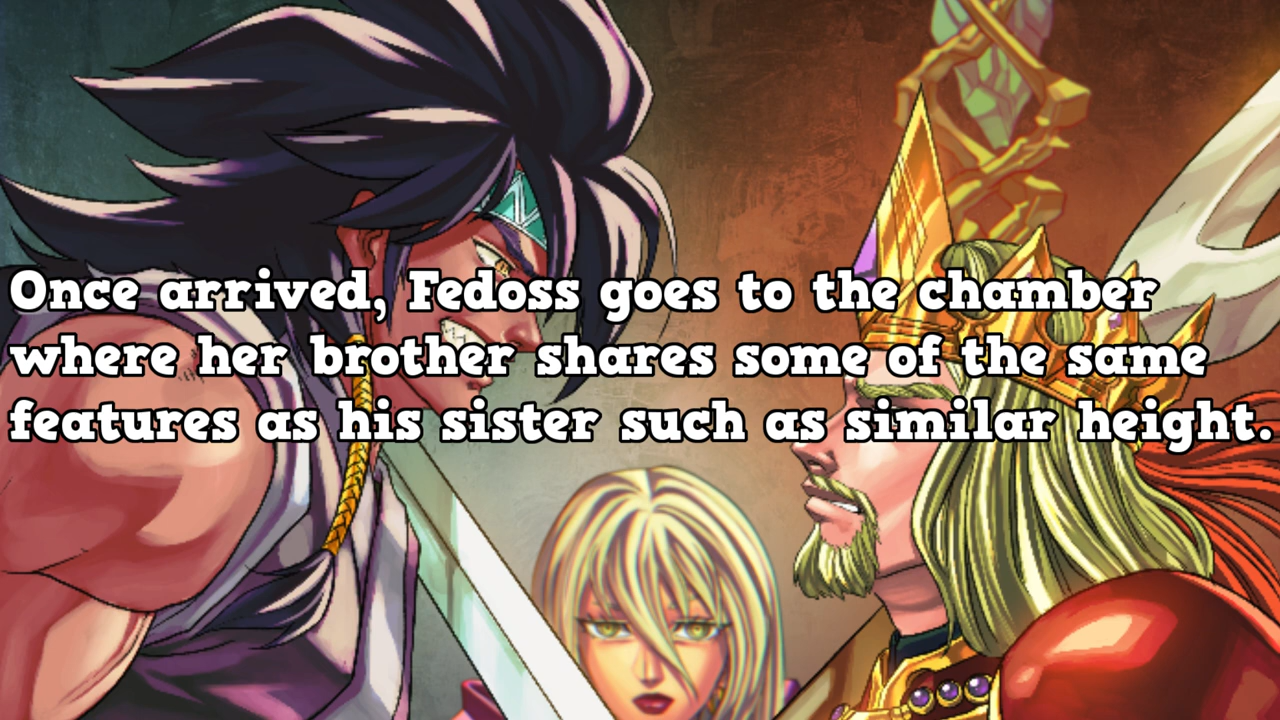 Once arrived, Fedoss goes to the chamber
where her brother shares some of the same
features as his sister such as similar height.